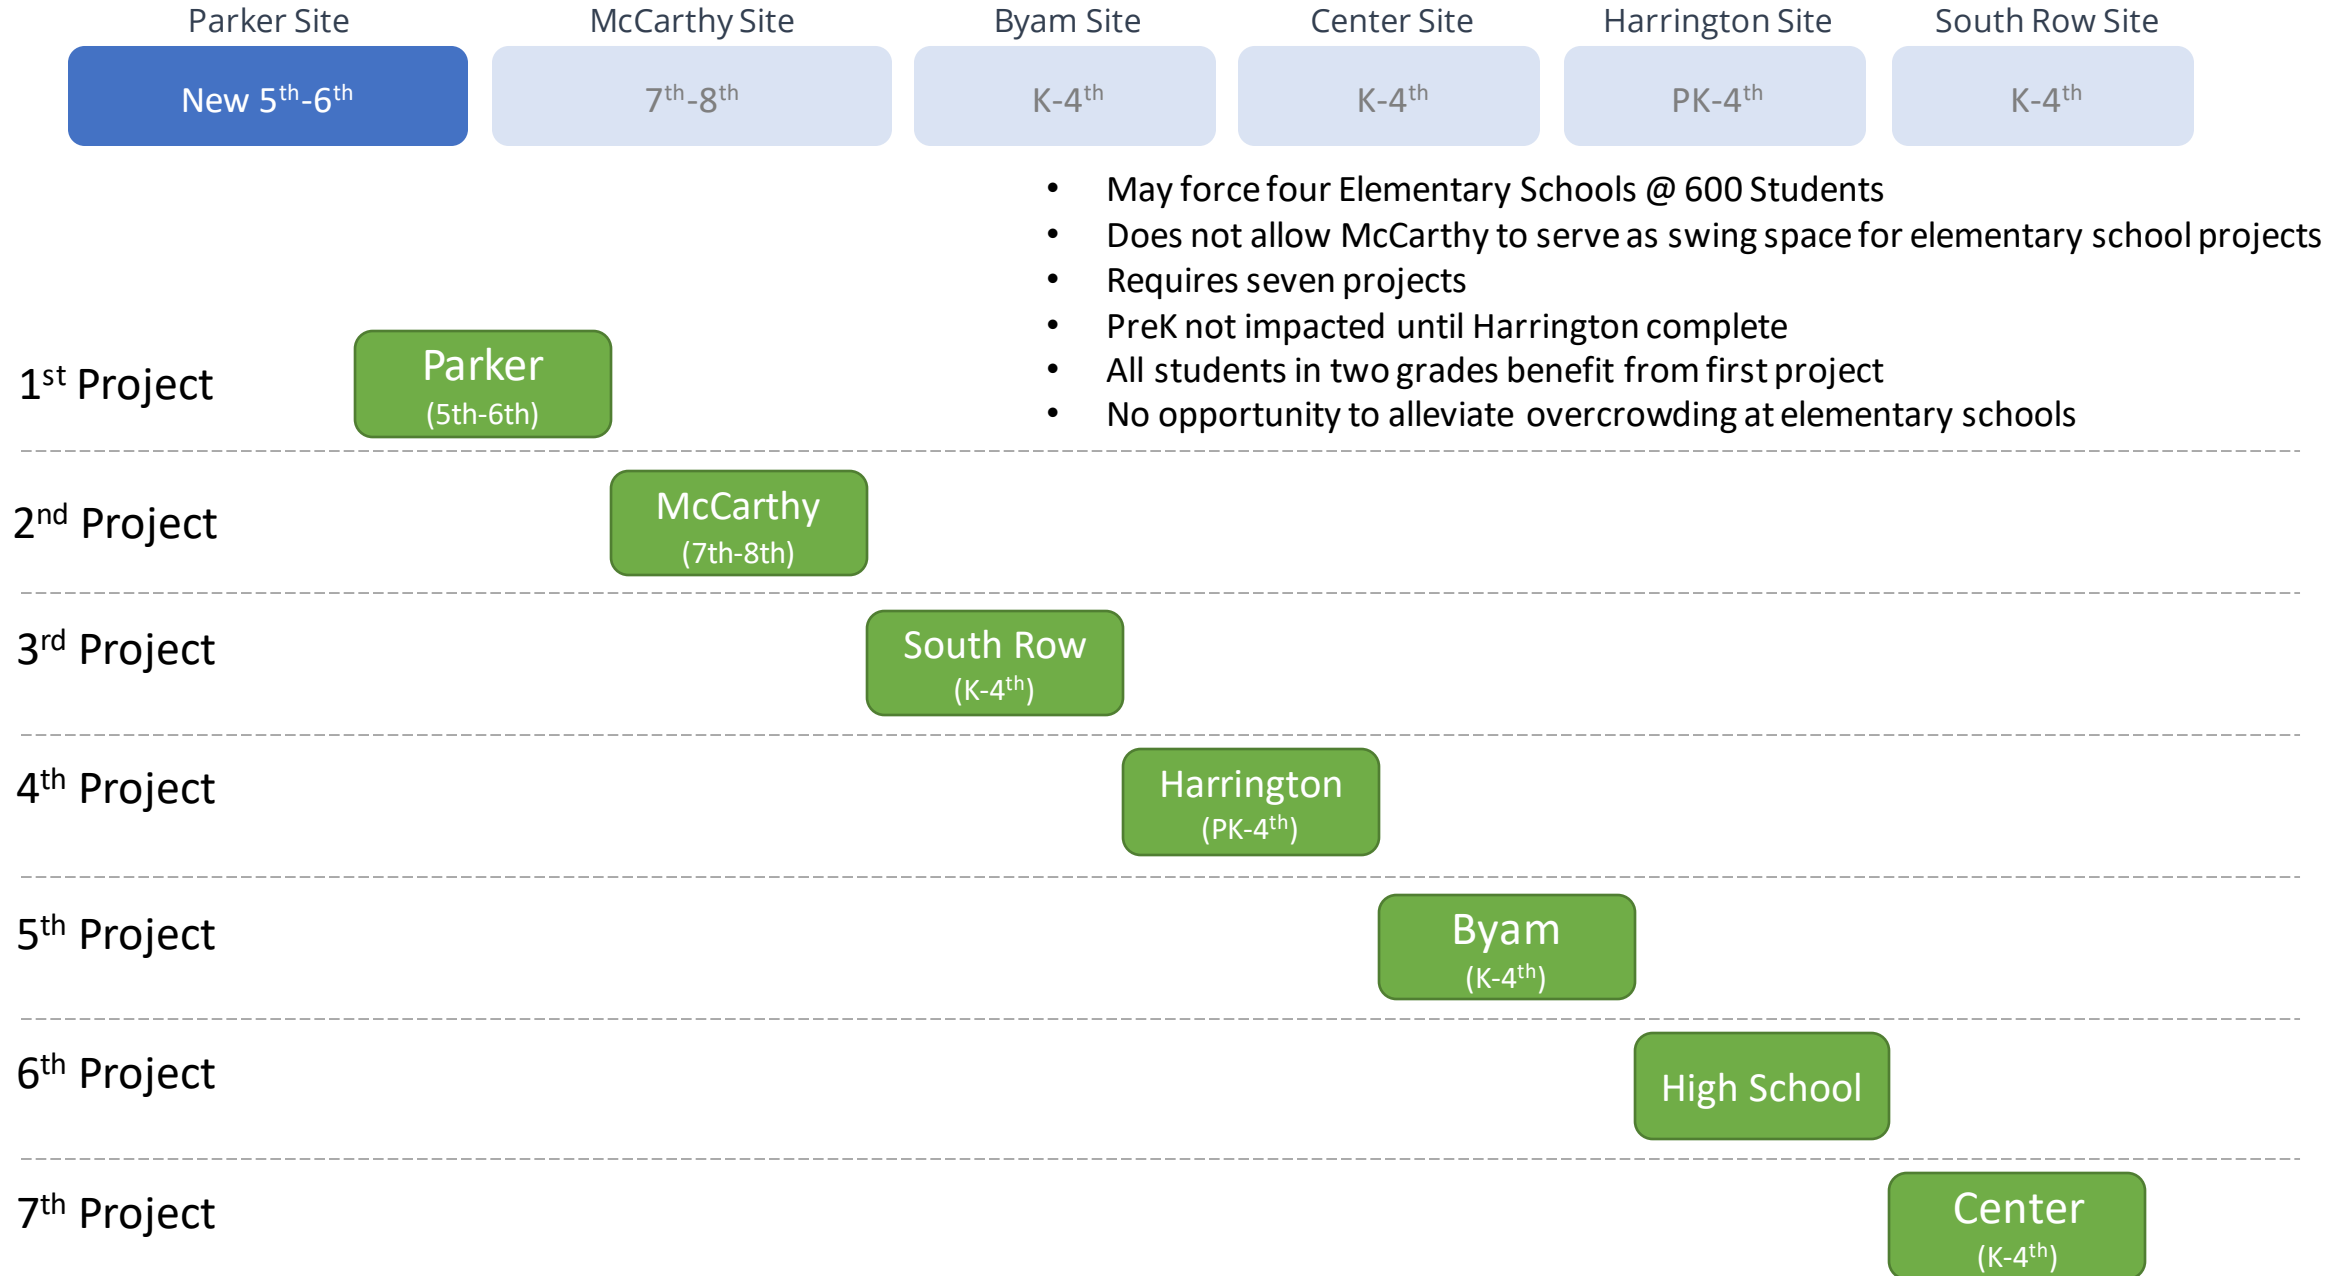 Parker Site McCarthy Site Byam Site Center Site Harrington Site South Row Site
New 5th-6th 7th-8th K-4th K-4th PK-4th K-4th
• May force four Elementary Schools @ 600 Students
• Does not allow McCarthy to serve as swing space for elementary school projects
• Requires seven projects
• PreK not impacted until Harrington complete
• All students in two grades benefit from first project
• No opportunity to alleviate overcrowding at elementary schools
1st Project
Parker
(5th-6th)
2nd Project
McCarthy
(7th-8th)
3rd Project
South Row
(K-4th)
4th Project
Harrington
(PK-4th)
5th Project
Byam
(K-4th)
6th Project
High School
7th Project
Center
(K-4th)